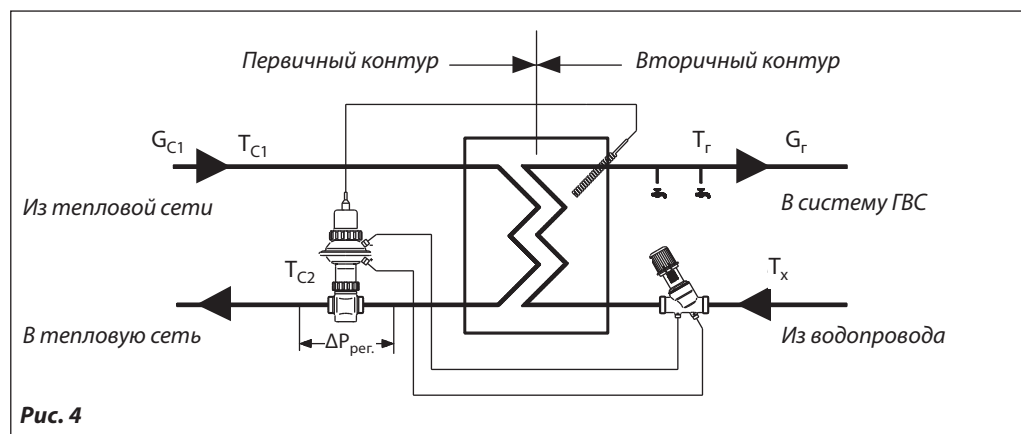 Первичный контур
Вторичный контур
G_C1
T_C1
T_г
G_г
Из тепловой сети
В систему ГВС
T_C2
T_x
В тепловую сеть
ΔP_рег.
Из водопровода
Рис. 4